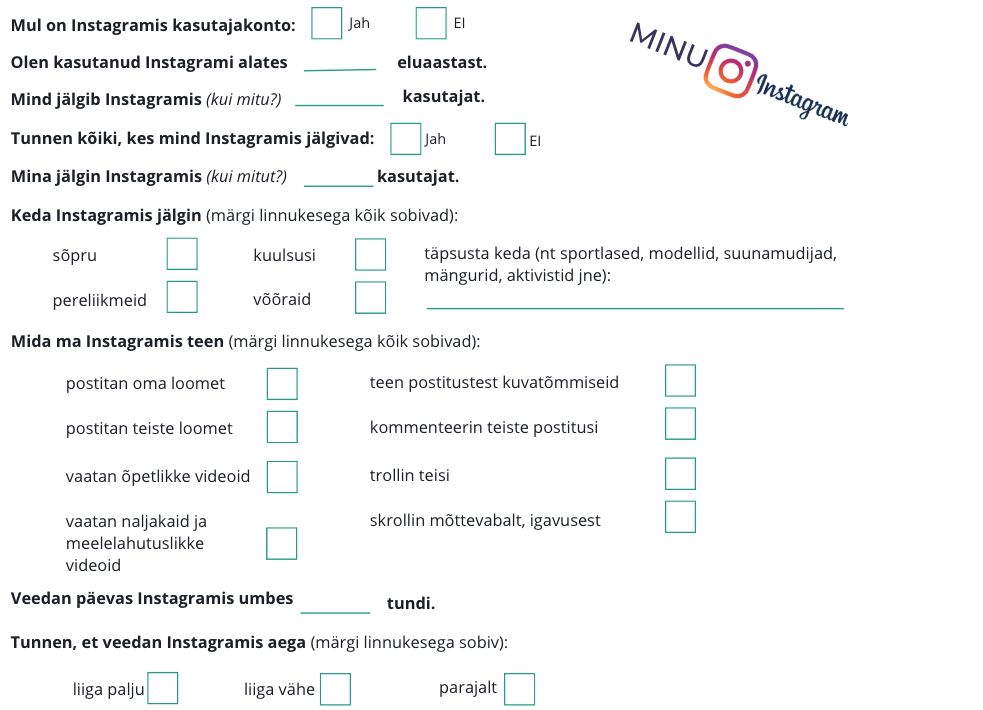 Mul on Instagramis kasutajakonto: Jah EI
MINU Instagram
Olen kasutanud Instagrami alates eluaastast.
Mind jälgib Instagramis (kui mitu?) kasutajat.
Tunnen kõiki, kes mind Instagramis jälgivad: Jah EI
Mina jälgin Instagramis (kui mitut?) kasutajat.
Keda Instagramis jälgin (märgi linnukesega kõik sobivad):
sõpru kuulsusi täpsusta keda (nt sportlased, modellid, suunamudijad,
mängurid, aktivistid jne):
pereliikmeid võõraid
Mida ma Instagramis teen (märgi linnukesega kõik sobivad):
postitan oma loomet teen postitustest kuvatõmmiseid
postitan teiste loomet kommenteerin teiste postitusi
vaatan õpetlikke videoid trollin teisi
vaatan naljakaid ja skrollin mõttevabalt, igavusest
meelelahutuslikke
videoid
Veedan päevas Instagramis umbes tundi.
Tunnen, et veedan Instagramis aega (märgi linnukesega sobiv):
liiga palju liiga vähe parajalt